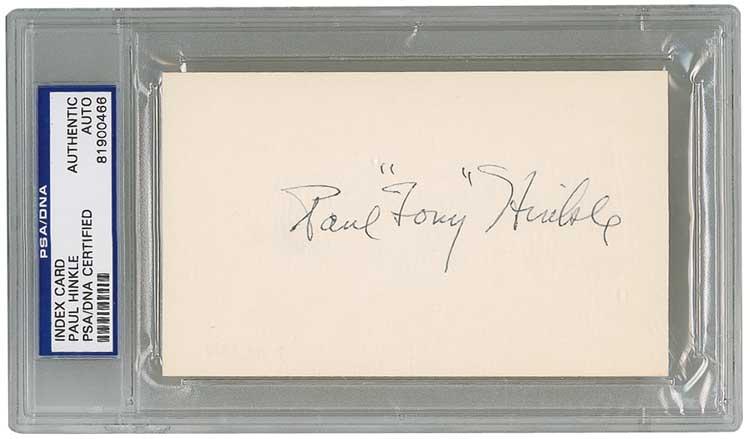 PSA/DNA
INDEX CARD
PAUL HINKLE
PSA/DNA CERTIFIED
AUTHENTIC
AUTO
81900466
Paul "Tony" Hinkle